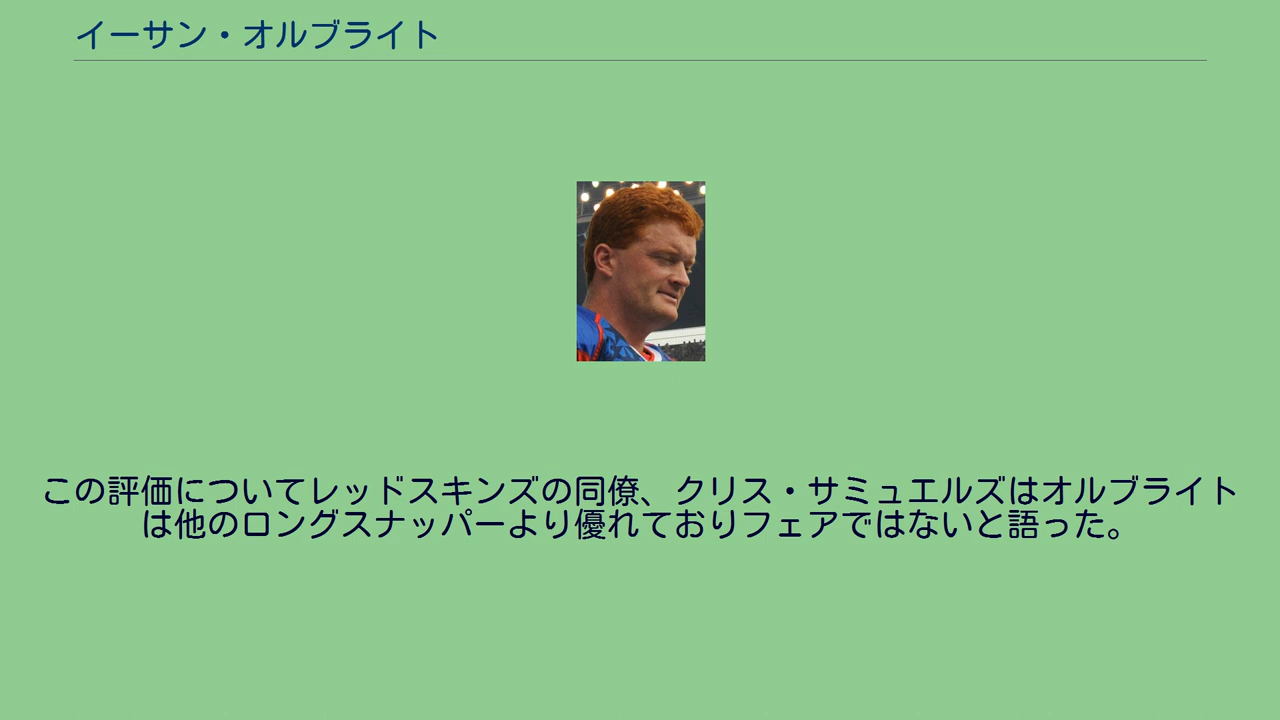 イーサン・オルブライト
この評価についてレッドスキンズの同僚、クリス・サミュエルズはオルブライト
は他のロングスナッパーより優れておりフェアではないと語った。